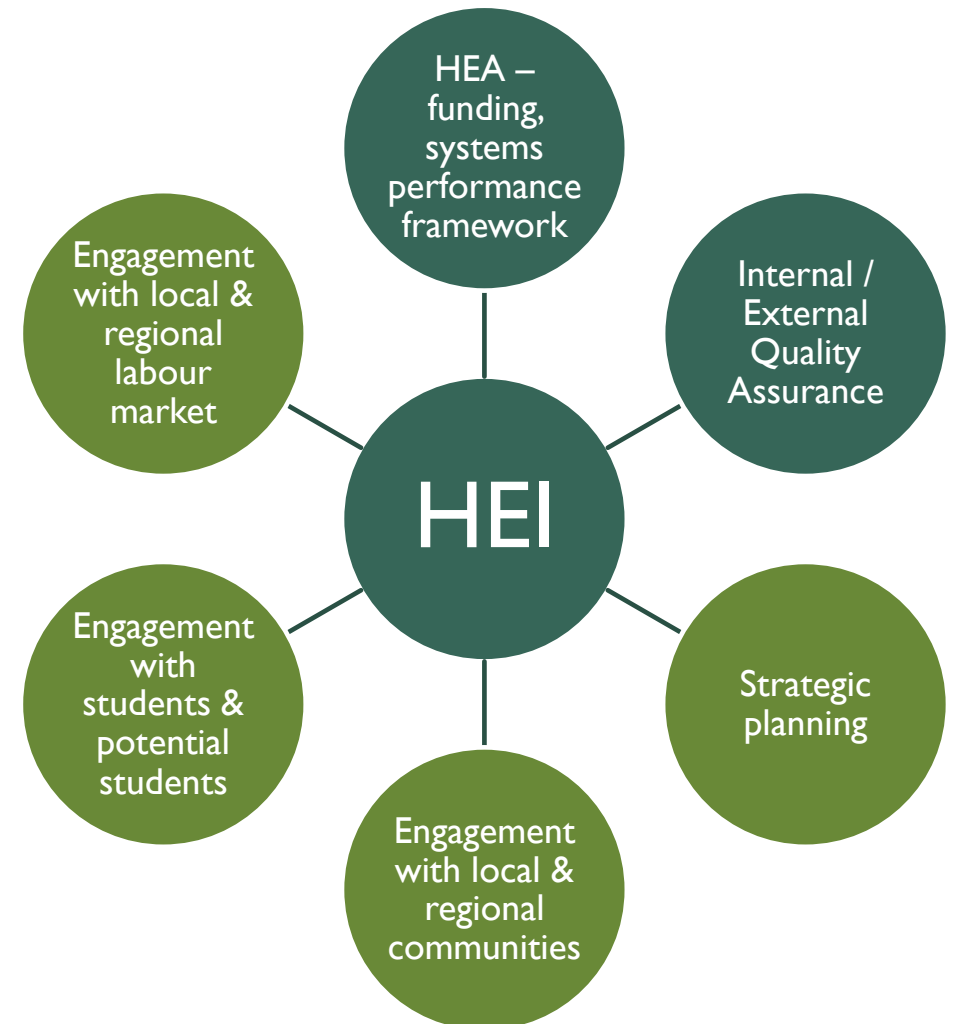 HEA –
funding,
systems
performance
framework
Internal /
External
Quality
Assurance
Strategic
planning
Engagement
with local &
regional
communities
Engagement
with
students &
potential
students
Engagement
with local &
regional
labour
market
HEI